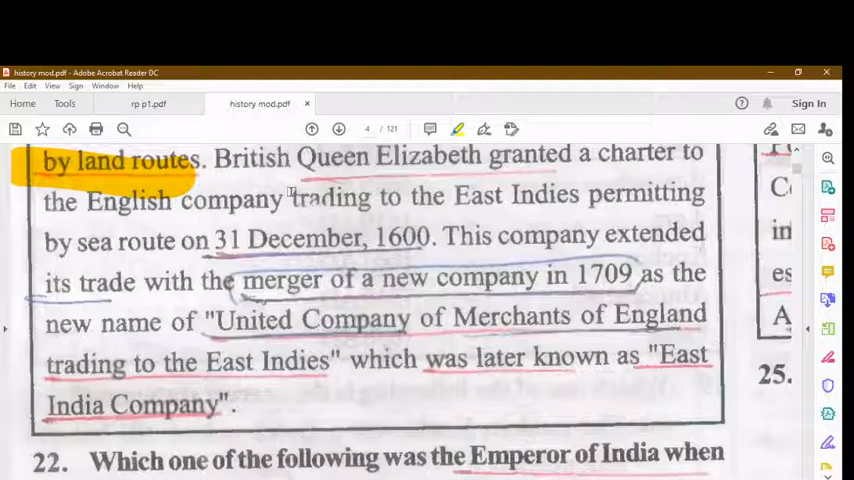 history mod.pdf - Adobe Acrobat Reader DC
File Edit View Sign Window Help
Home Tools rp p1.pdf history mod.pdf × Sign In
4 / 121
by land routes. British Queen Elizabeth granted a charter to
the English company trading to the East Indies permitting
by sea route on 31 December, 1600. This company extended
its trade with the merger of a new company in 1709 as the
new name of "United Company of Merchants of England
trading to the East Indies" which was later known as "East
India Company".
22. Which one of the following was the Emperor of India when
in
es
A
25.